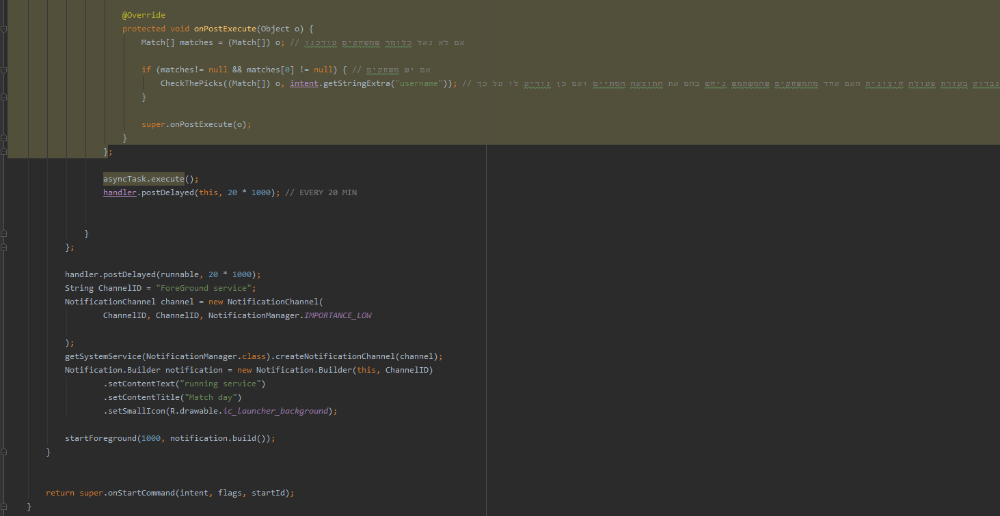 @Override
protected void onPostExecute(Object o) {
Match[] matches = (Match[]) o; // אם לא נאל כלומר שמשחקים עודכנו
if (matches!= null && matches[0] != null) { // אם יש משחקים
CheckThePicks((Match[]) o, intent.getStringExtra("username")); // נבדוק בעזרת פעולה חיצונית האם אחד מהמשחקים שהמשתמש ניחש בהם את התוצאה הסתיים ואם כן נודיע לו על כך
}
super.onPostExecute(o);
}
};
asyncTask.execute();
handler.postDelayed(this, 20 * 1000); // EVERY 20 MIN
}
};
handler.postDelayed(runnable, 20 * 1000);
String ChannelID = "ForeGround service";
NotificationChannel channel = new NotificationChannel(
ChannelID, ChannelID, NotificationManager.IMPORTANCE_LOW
);
getSystemService(NotificationManager.class).createNotificationChannel(channel);
Notification.Builder notification = new Notification.Builder(this, ChannelID)
.setContentText("running service")
.setContentTitle("Match day")
.setSmallIcon(R.drawable.ic_launcher_background);
startForeground(1000, notification.build());
}
return super.onStartCommand(intent, flags, startId);
}